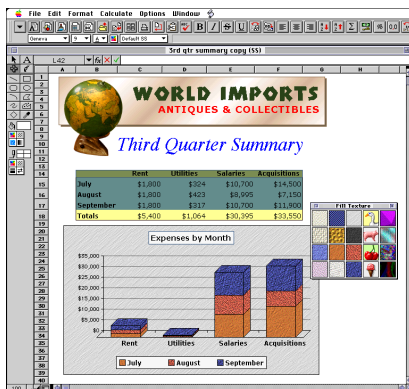 File Edit Format Calculate Options Window
Geneva 9 A Default SS
3rd qtr summary copy (SS)
L42
A B D E F G H
WORLD IMPORTS
ANTIQUES & COLLECTIBLES
Third Quarter Summary
Rent Utilities Salaries Acquisitions
July $1,800 $324 $10,700 $14,500
August $1,800 $423 $8,995 $7,150
September $1,800 $317 $10,700 $11,900
Totals $5,400 $1,064 $30,395 $33,550
Fill Texture
Expenses by Month
$35,000
$30,000
$25,000
$20,000
$15,000
$10,000
$5,000
$0
Rent Utilities Salaries Acquisitions
July August September
100